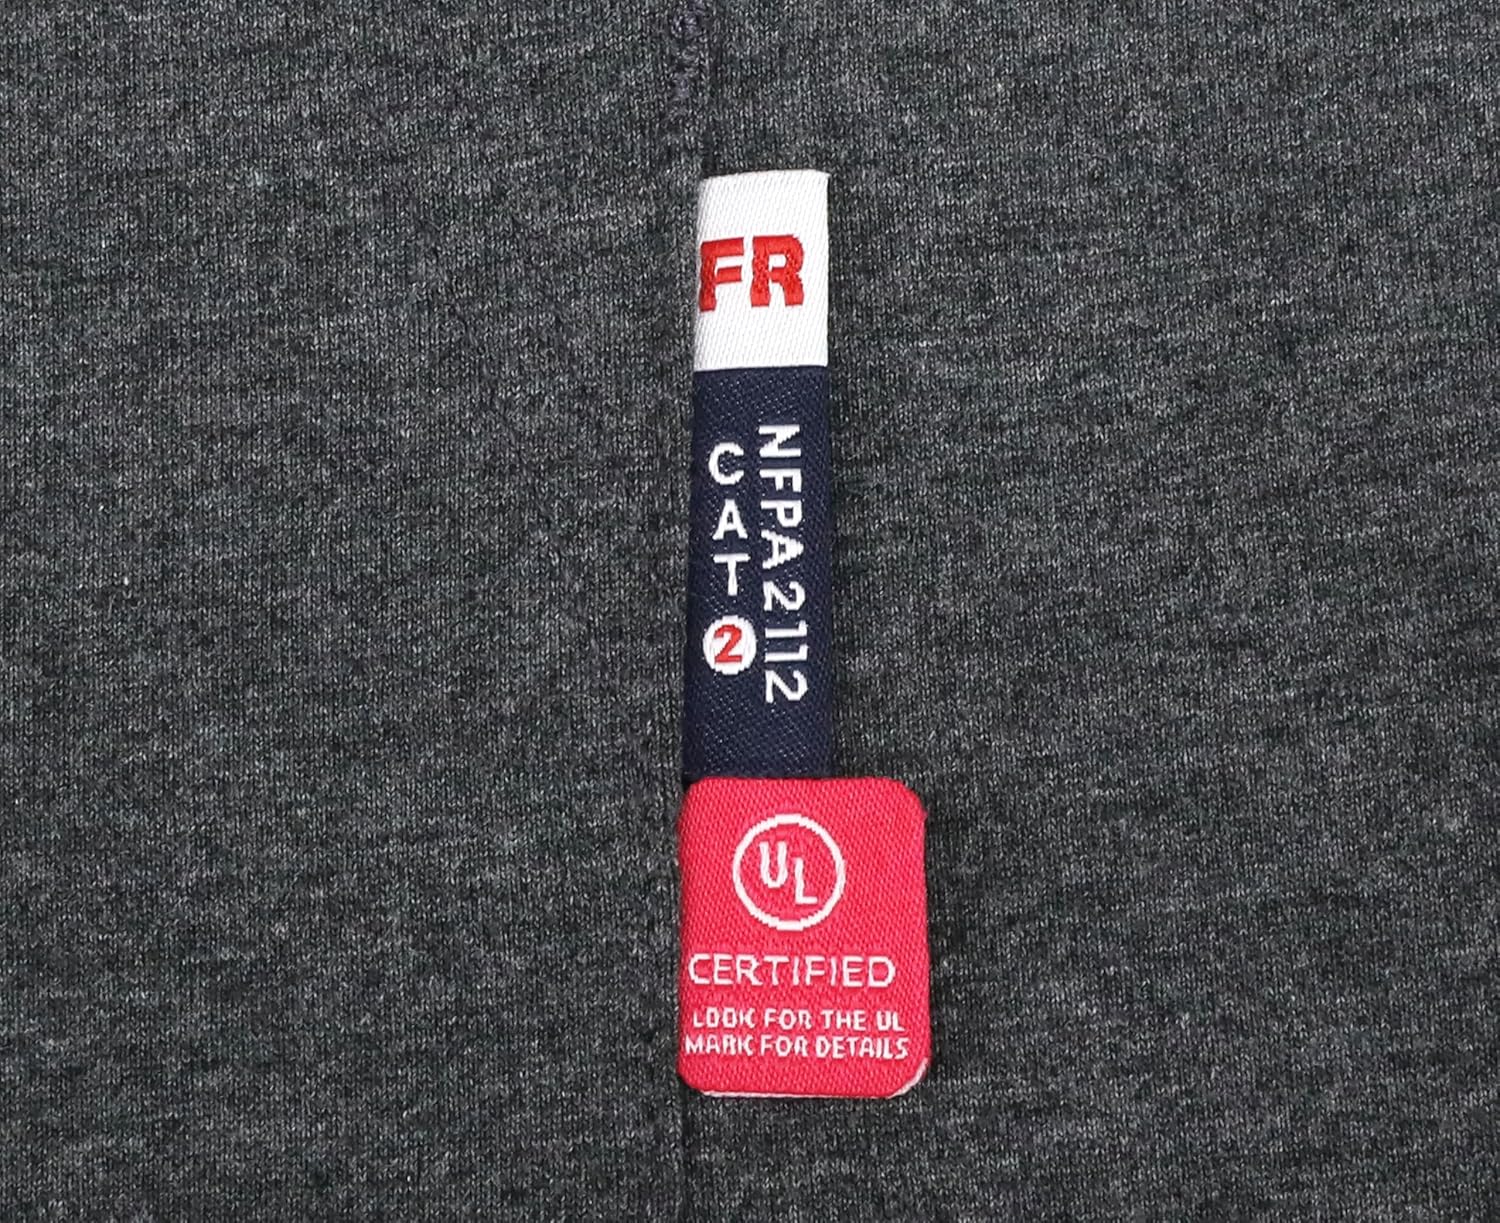 FR
CAT 2
NFPA2112
UL
CERTIFIED
LOOK FOR THE UL
MARK FOR DETAILS